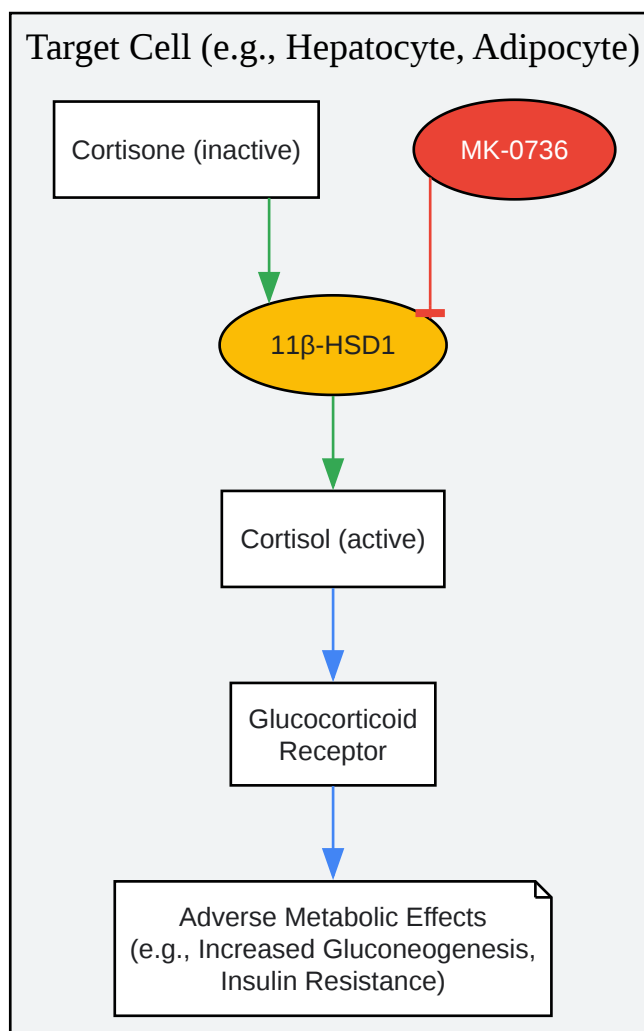 Target Cell (e.g., Hepatocyte, Adipocyte)
Cortisone (inactive)
MK-0736
11β-HSD1
Cortisol (active)
Glucocorticoid
Receptor
Adverse Metabolic Effects
(e.g., Increased Gluconeogenesis,
Insulin Resistance)